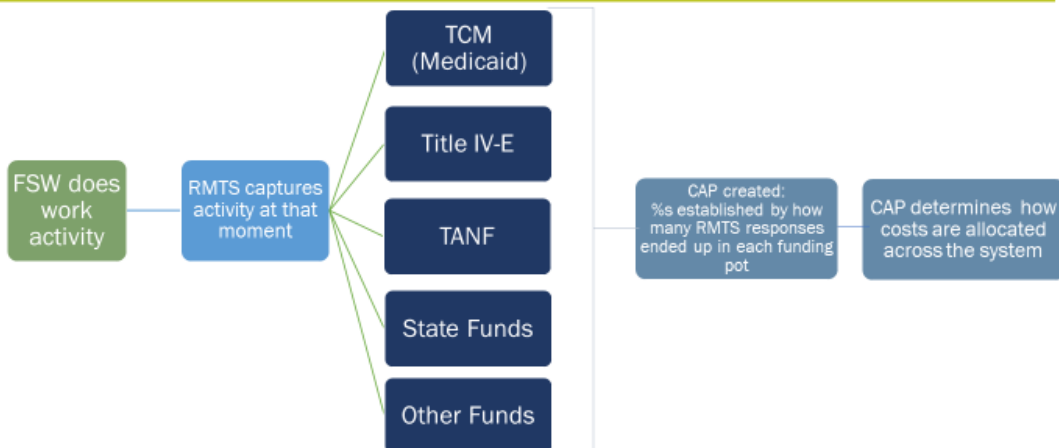 TCM
(Medicaid)
Title IV-E
FSW does
work
activity
RMTS captures
activity at that
moment
TANF
CAP created:
%s established by how
many RMTS responses
ended up in each funding
pot
CAP determines how
costs are allocated
across the system
State Funds
Other Funds